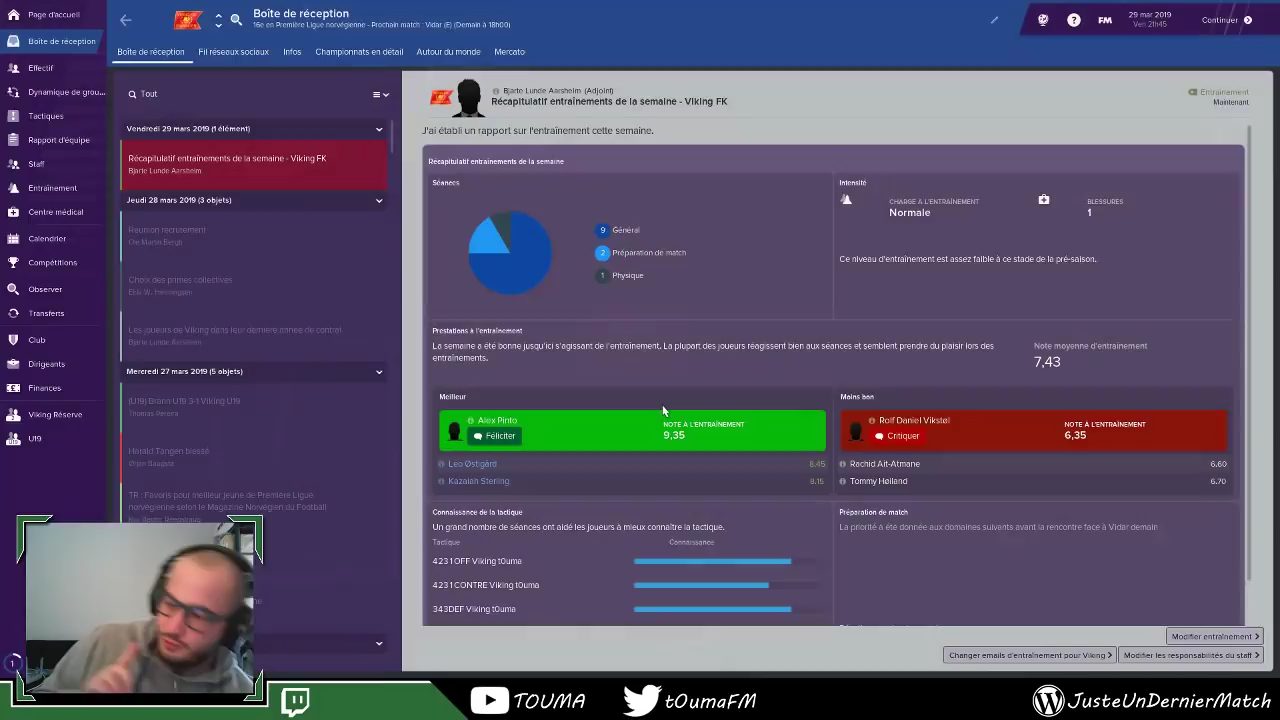 Page d'accueil
Boîte de réception
Effectif
Dynamique de grou...
Tactiques
Rapport d'équipe
Staff
Entraînement
Centre médical
Calendrier
Compétitions
Observer
Transferts
Club
Dirigeants
Finances
Viking Réserve
U19
Boîte de réception
16e en Première Ligue norvégienne - Prochain match : Vidar (E) (Demain à 18h00)
FM
29 mar 2019
Ven 21h45
Continuer
Boîte de réception
Fil réseaux sociaux
Infos
Championnats en détail
Autour du monde
Mercato
Tout
Vendredi 29 mars 2019 (1 élément)
Récapitulatif entraînements de la semaine - Viking FK
Bjarte Lunde Aarsheim
Jeudi 28 mars 2019 (3 objets)
Réunion recrutement
Ole Martin
Choix des primes collectives
Les joueurs de Viking dans leur dernière année de contrat
Bjarte Lunde Aarsheim
Mercredi 27 mars 2019 (5 objets)
(U19) Brann U19 3-1 Viking U19
Thomas Pereira
Harald Tangen blessé
TR : Favoris pour meilleur jeune de Première Ligue
norvégienne selon le Magazine Norvégien du Football
Bjarte Lunde Aarsheim (Adjoint)
Récapitulatif entraînements de la semaine - Viking FK
Entraînement
Maintenant
J'ai établi un rapport sur l'entraînement cette semaine.
Récapitulatif entraînements de la semaine
Séances
9 Général
2 Préparation de match
1 Physique
Intensité
CHARGE À L'ENTRAÎNEMENT
Normale
BLESSURES
1
Ce niveau d'entraînement est assez faible à ce stade de la pré-saison.
Prestations à l'entraînement
La semaine a été bonne jusqu'ici s'agissant de l'entraînement. La plupart des joueurs réagissent bien aux séances et semblent prendre du plaisir lors des
entraînements.
Note moyenne d'entraînement
7,43
Meilleur
Alex Pinto
Féliciter
NOTE À L'ENTRAÎNEMENT
9,35
Leo Østigård 8.45
Kazaiah Sterling 8.15
Moins bon
Rolf Daniel Vikstøl
Critiquer
NOTE À L'ENTRAÎNEMENT
6,35
Rachid Ait-Atmane 6.60
Tommy Høiland 6.70
Connaissance de la tactique
Un grand nombre de séances ont aidé les joueurs à mieux connaître la tactique.
Tactique Connaissance
4231 OFF Viking t0uma
4231 CONTRE Viking t0uma
343DEF Viking t0uma
Préparation de match
La priorité a été donnée aux domaines suivants avant la rencontre face à Vidar demain
Modifier entraînement
Changer emails d'entraînement pour Viking
Modifier les responsabilités du staff
1
TOUMA
t0oumaFM
JusteUnDernierMatch